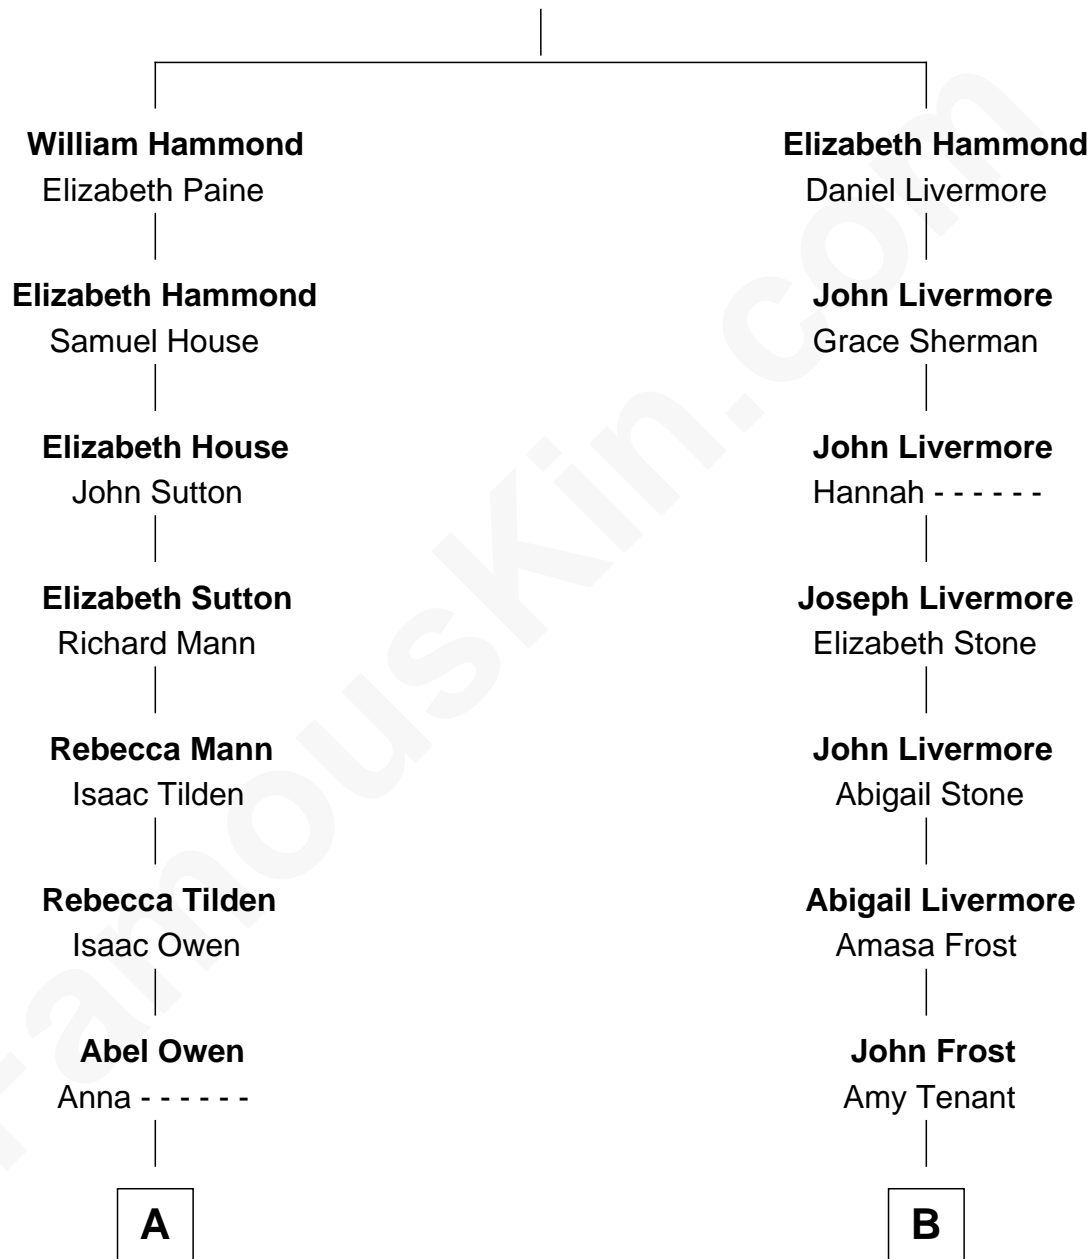 William Hammond
Elizabeth Paine
Elizabeth Hammond
Samuel House
Elizabeth House
John Sutton
Elizabeth Sutton
Richard Mann
Rebecca Mann
Isaac Tilden
Rebecca Tilden
Isaac Owen
Abel Owen
Anna - - - - - -
A
Elizabeth Hammond
Daniel Livermore
John Livermore
Grace Sherman
John Livermore
Hannah - - - - - -
Joseph Livermore
Elizabeth Stone
John Livermore
Abigail Stone
Abigail Livermore
Amasa Frost
John Frost
Amy Tenant
B
FamousKin.com